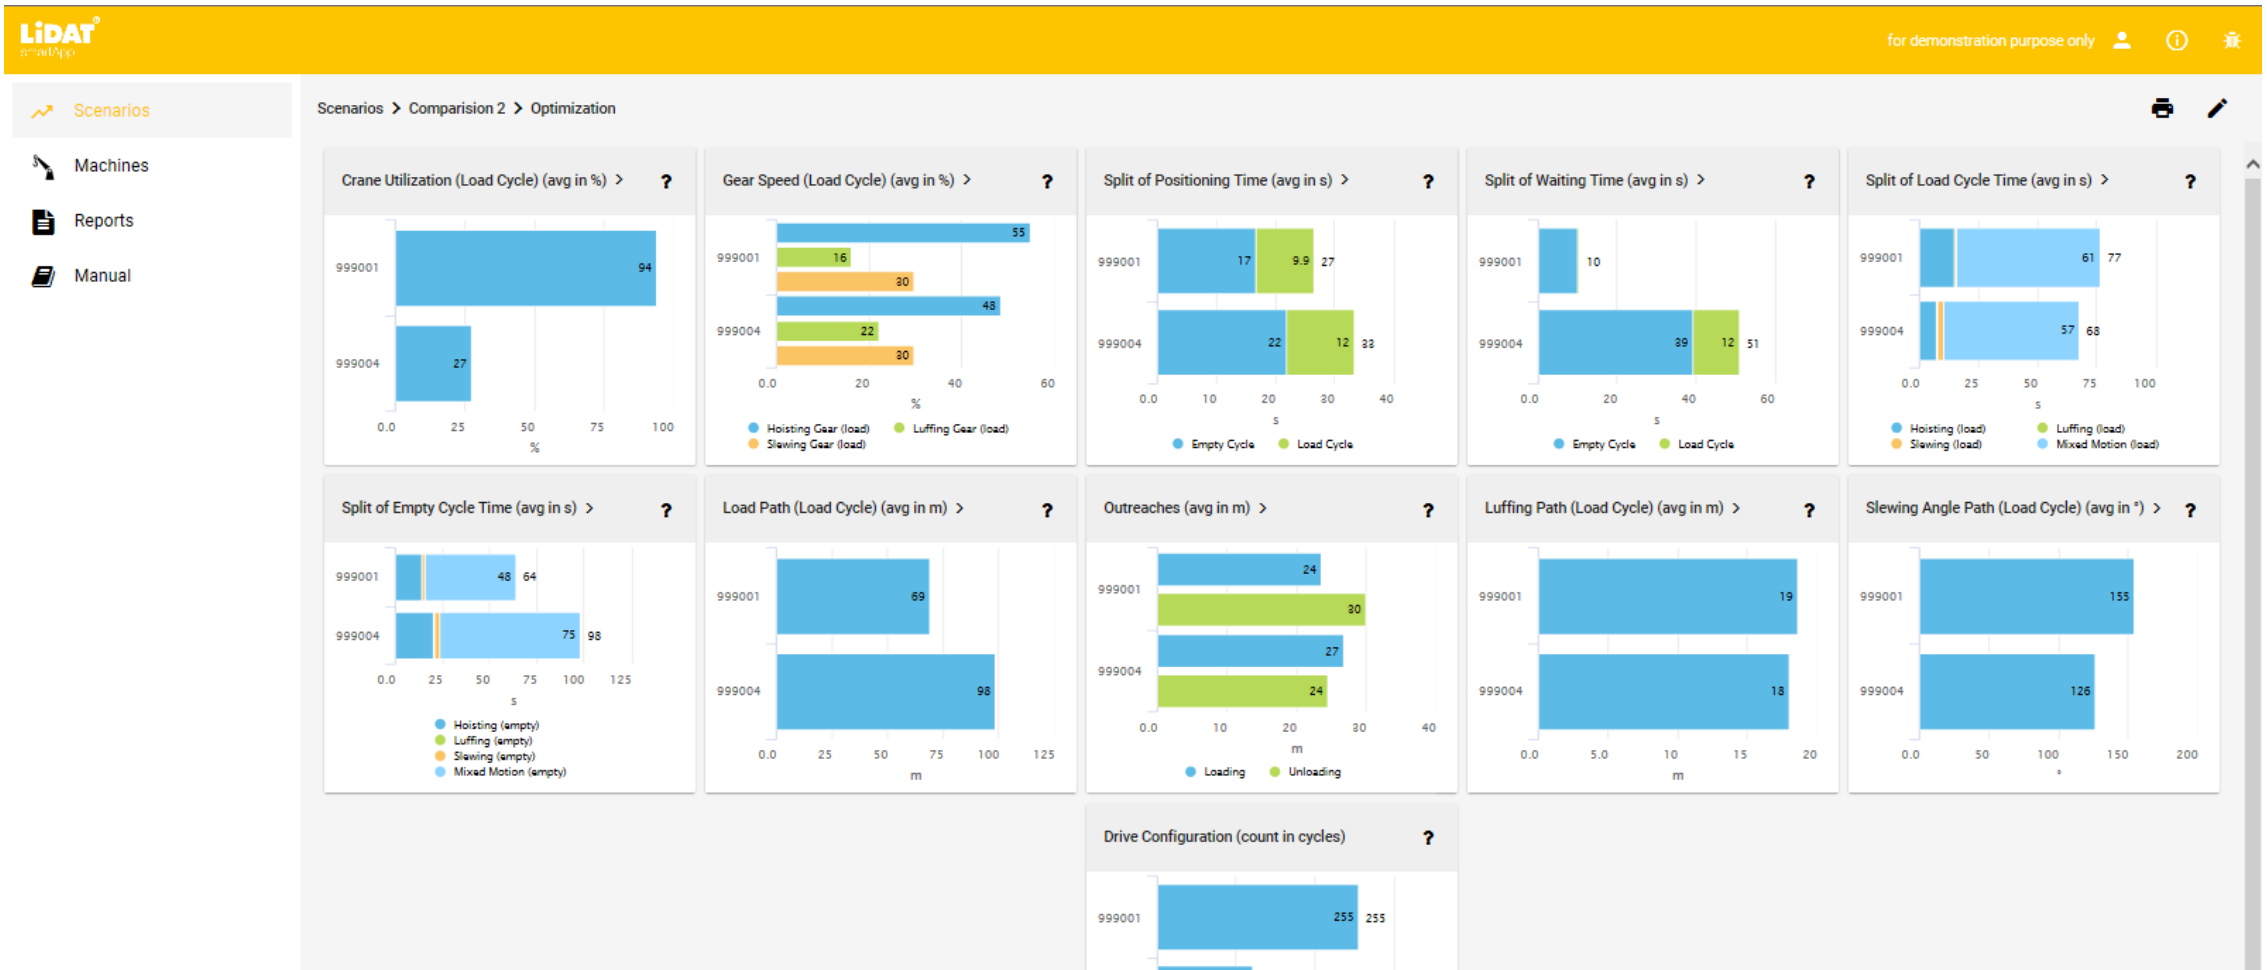 LiDAT®
smartApp
for demonstration purpose only
Scenarios
Machines
Reports
Manual
Scenarios > Comparision 2 > Optimization
Crane Utilization (Load Cycle) (avg in %) > ?
999001 94
999004 27
0.0 25 50 75 100
%
Gear Speed (Load Cycle) (avg in %) > ?
55
999001 16
30
48
999004 22
30
0.0 20 40 60
%
Hoisting Gear (load) Luffing Gear (load)
Slewing Gear (load)
Split of Positioning Time (avg in s) > ?
999001 17 9.9 27
999004 22 12 33
0.0 10 20 30 40
s
Empty Cycle Load Cycle
Split of Waiting Time (avg in s) > ?
999001 10
999004 39 12 51
0.0 20 40 60
s
Empty Cycle Load Cycle
Split of Load Cycle Time (avg in s) > ?
999001 61 77
999004 57 68
0.0 25 50 75 100
s
Hoisting (load) Luffing (load)
Slewing (load) Mixed Motion (load)
Split of Empty Cycle Time (avg in s) > ?
999001 48 64
999004 75 98
0.0 25 50 75 100 125
s
Hoisting (empty)
Luffing (empty)
Slewing (empty)
Mixed Motion (empty)
Load Path (Load Cycle) (avg in m) > ?
999001 69
999004 98
0.0 25 50 75 100 125
m
Outreaches (avg in m) > ?
24
999001
30
27
999004
24
0.0 10 20 30 40
m
Loading Unloading
Luffing Path (Load Cycle) (avg in m) > ?
999001 19
999004 18
0.0 5.0 10 15 20
m
Slewing Angle Path (Load Cycle) (avg in °) > ?
999001 155
999004 126
0.0 50 100 150 200
°
Drive Configuration (count in cycles) ?
999001 255 255